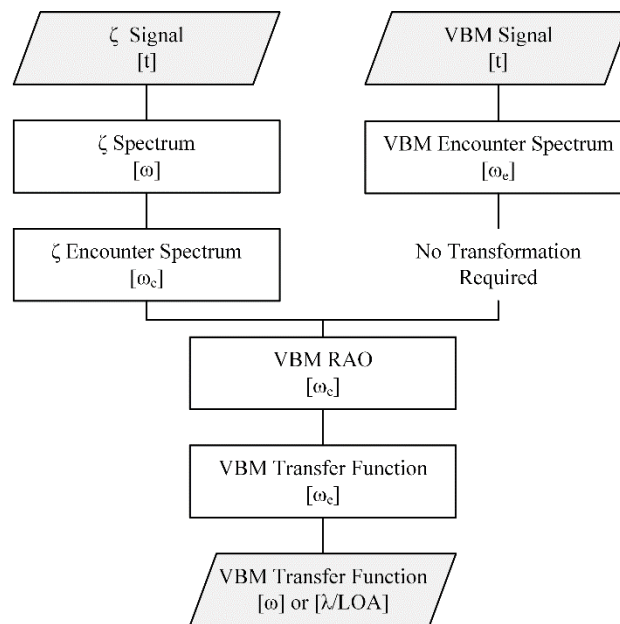 ζ Signal
[t]
VBM Signal
[t]
ζ Spectrum
[ω]
VBM Encounter Spectrum
[ωₑ]
ζ Encounter Spectrum
[ωₑ]
No Transformation
Required
VBM RAO
[ωₑ]
VBM Transfer Function
[ωₑ]
VBM Transfer Function
[ω] or [λ/LOA]